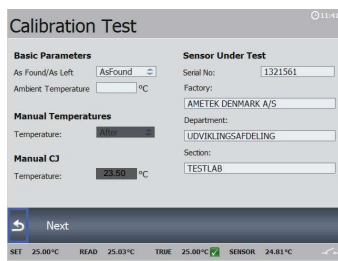 Calibration Test
11:41
Basic Parameters
As Found/As Left AsFound
Ambient Temperature °C
Manual Temperatures
Temperature: After
Manual CJ
Temperature: 23.50 °C
Sensor Under Test
Serial No: 1321561
Factory:
AMETEK DENMARK A/S
Department:
UDVIKLINGSAFDELING
Section:
TESTLAB
Next
SET 25.00°C READ 25.03°C TRUE 25.00°C SENSOR 24.81°C